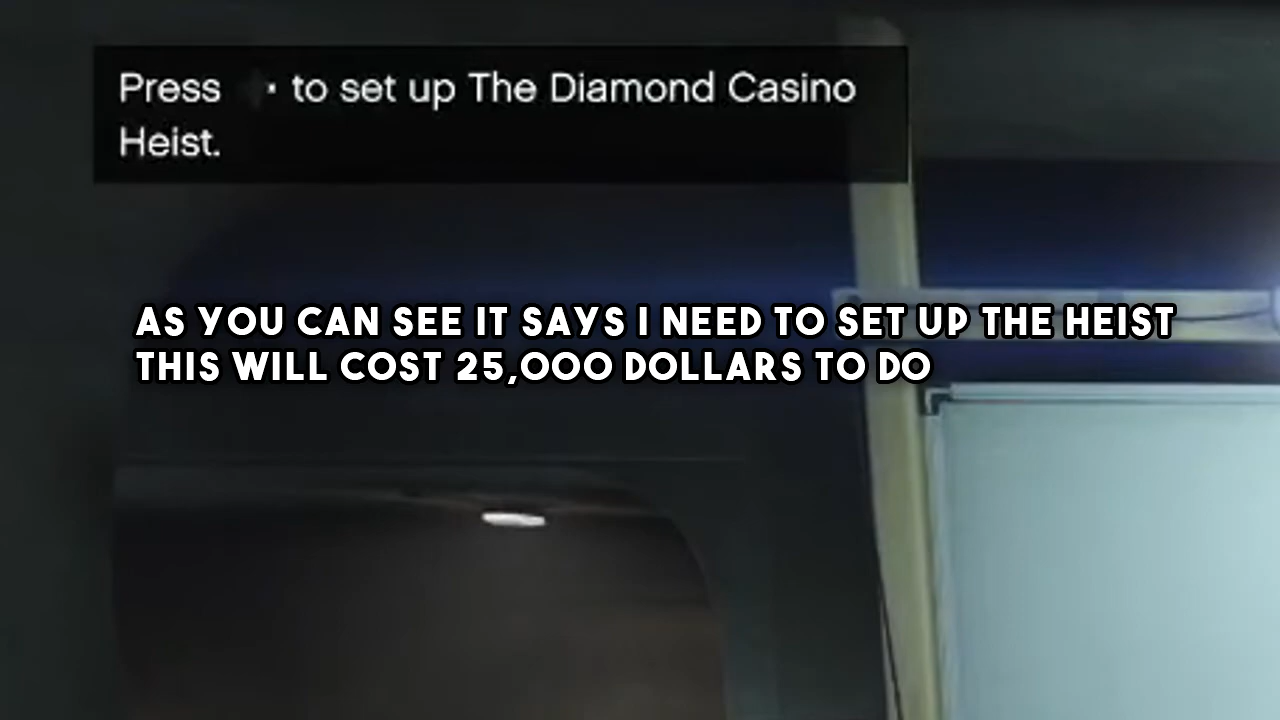 Press to set up The Diamond Casino
Heist.
AS YOU CAN SEE IT SAYS I NEED TO SET UP THE HEIST
THIS WILL COST 25,000 DOLLARS TO DO